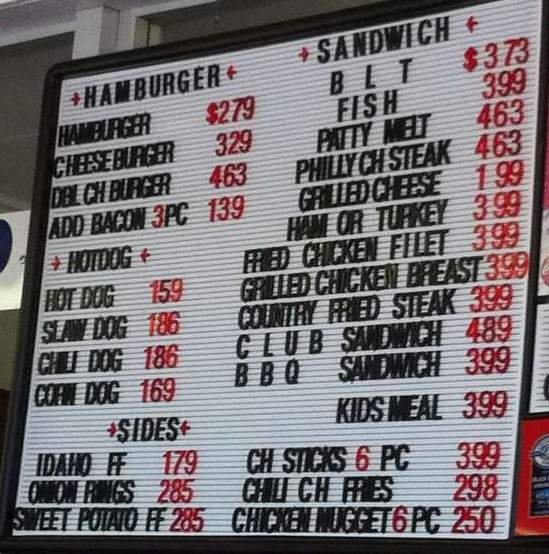 HAMBURGER
HAMBURGER $279
CHEESEBURGER 329
DBL CH BURGER 463
ADD BACON 3PC 139
HOTDOG
HOT DOG 159
SLAW DOG 186
CHILI DOG 186
CORN DOG 169
SIDES
IDAHO FF 179
ONION RINGS 285
SWEET POTATO FF 285
SANDWICH
BLT $373
FISH 399
PATTY MELT 463
PHILLY CH STEAK 463
GRILLED CHEESE 199
HAM OR TURKEY 399
FRIED CHICKEN FILET 399
GRILLED CHICKEN BREAST 399
COUNTRY FRIED STEAK 399
CLUB SANDWICH 489
BBQ SANDWICH 399
KIDS MEAL 399
CH STICKS 6 PC 399
CHILI CH FRIES 298
CHICKEN NUGGET 6 PC 250